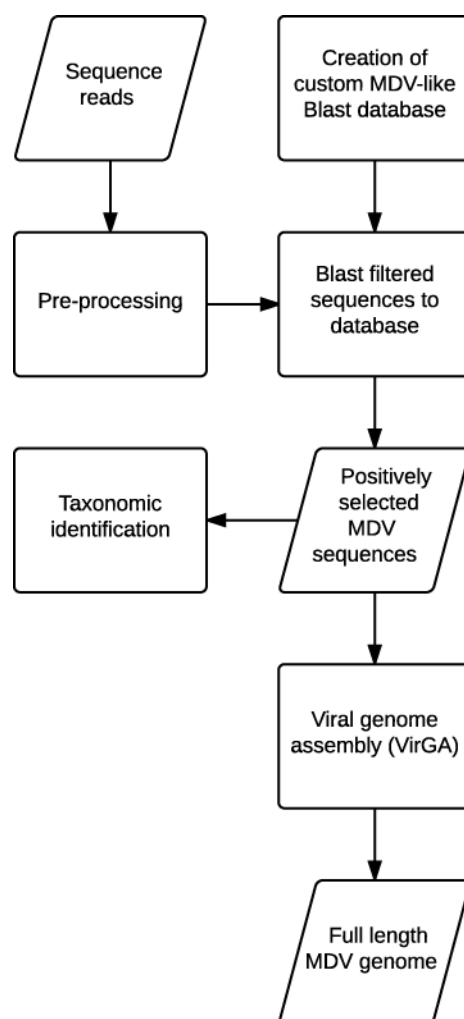 Sequence
reads
Creation of
custom MDV-like
Blast database
Pre-processing
Blast filtered
sequences to
database
Taxonomic
identification
Positively
selected
MDV
sequences
Viral genome
assembly (VirGA)
Full length
MDV genome